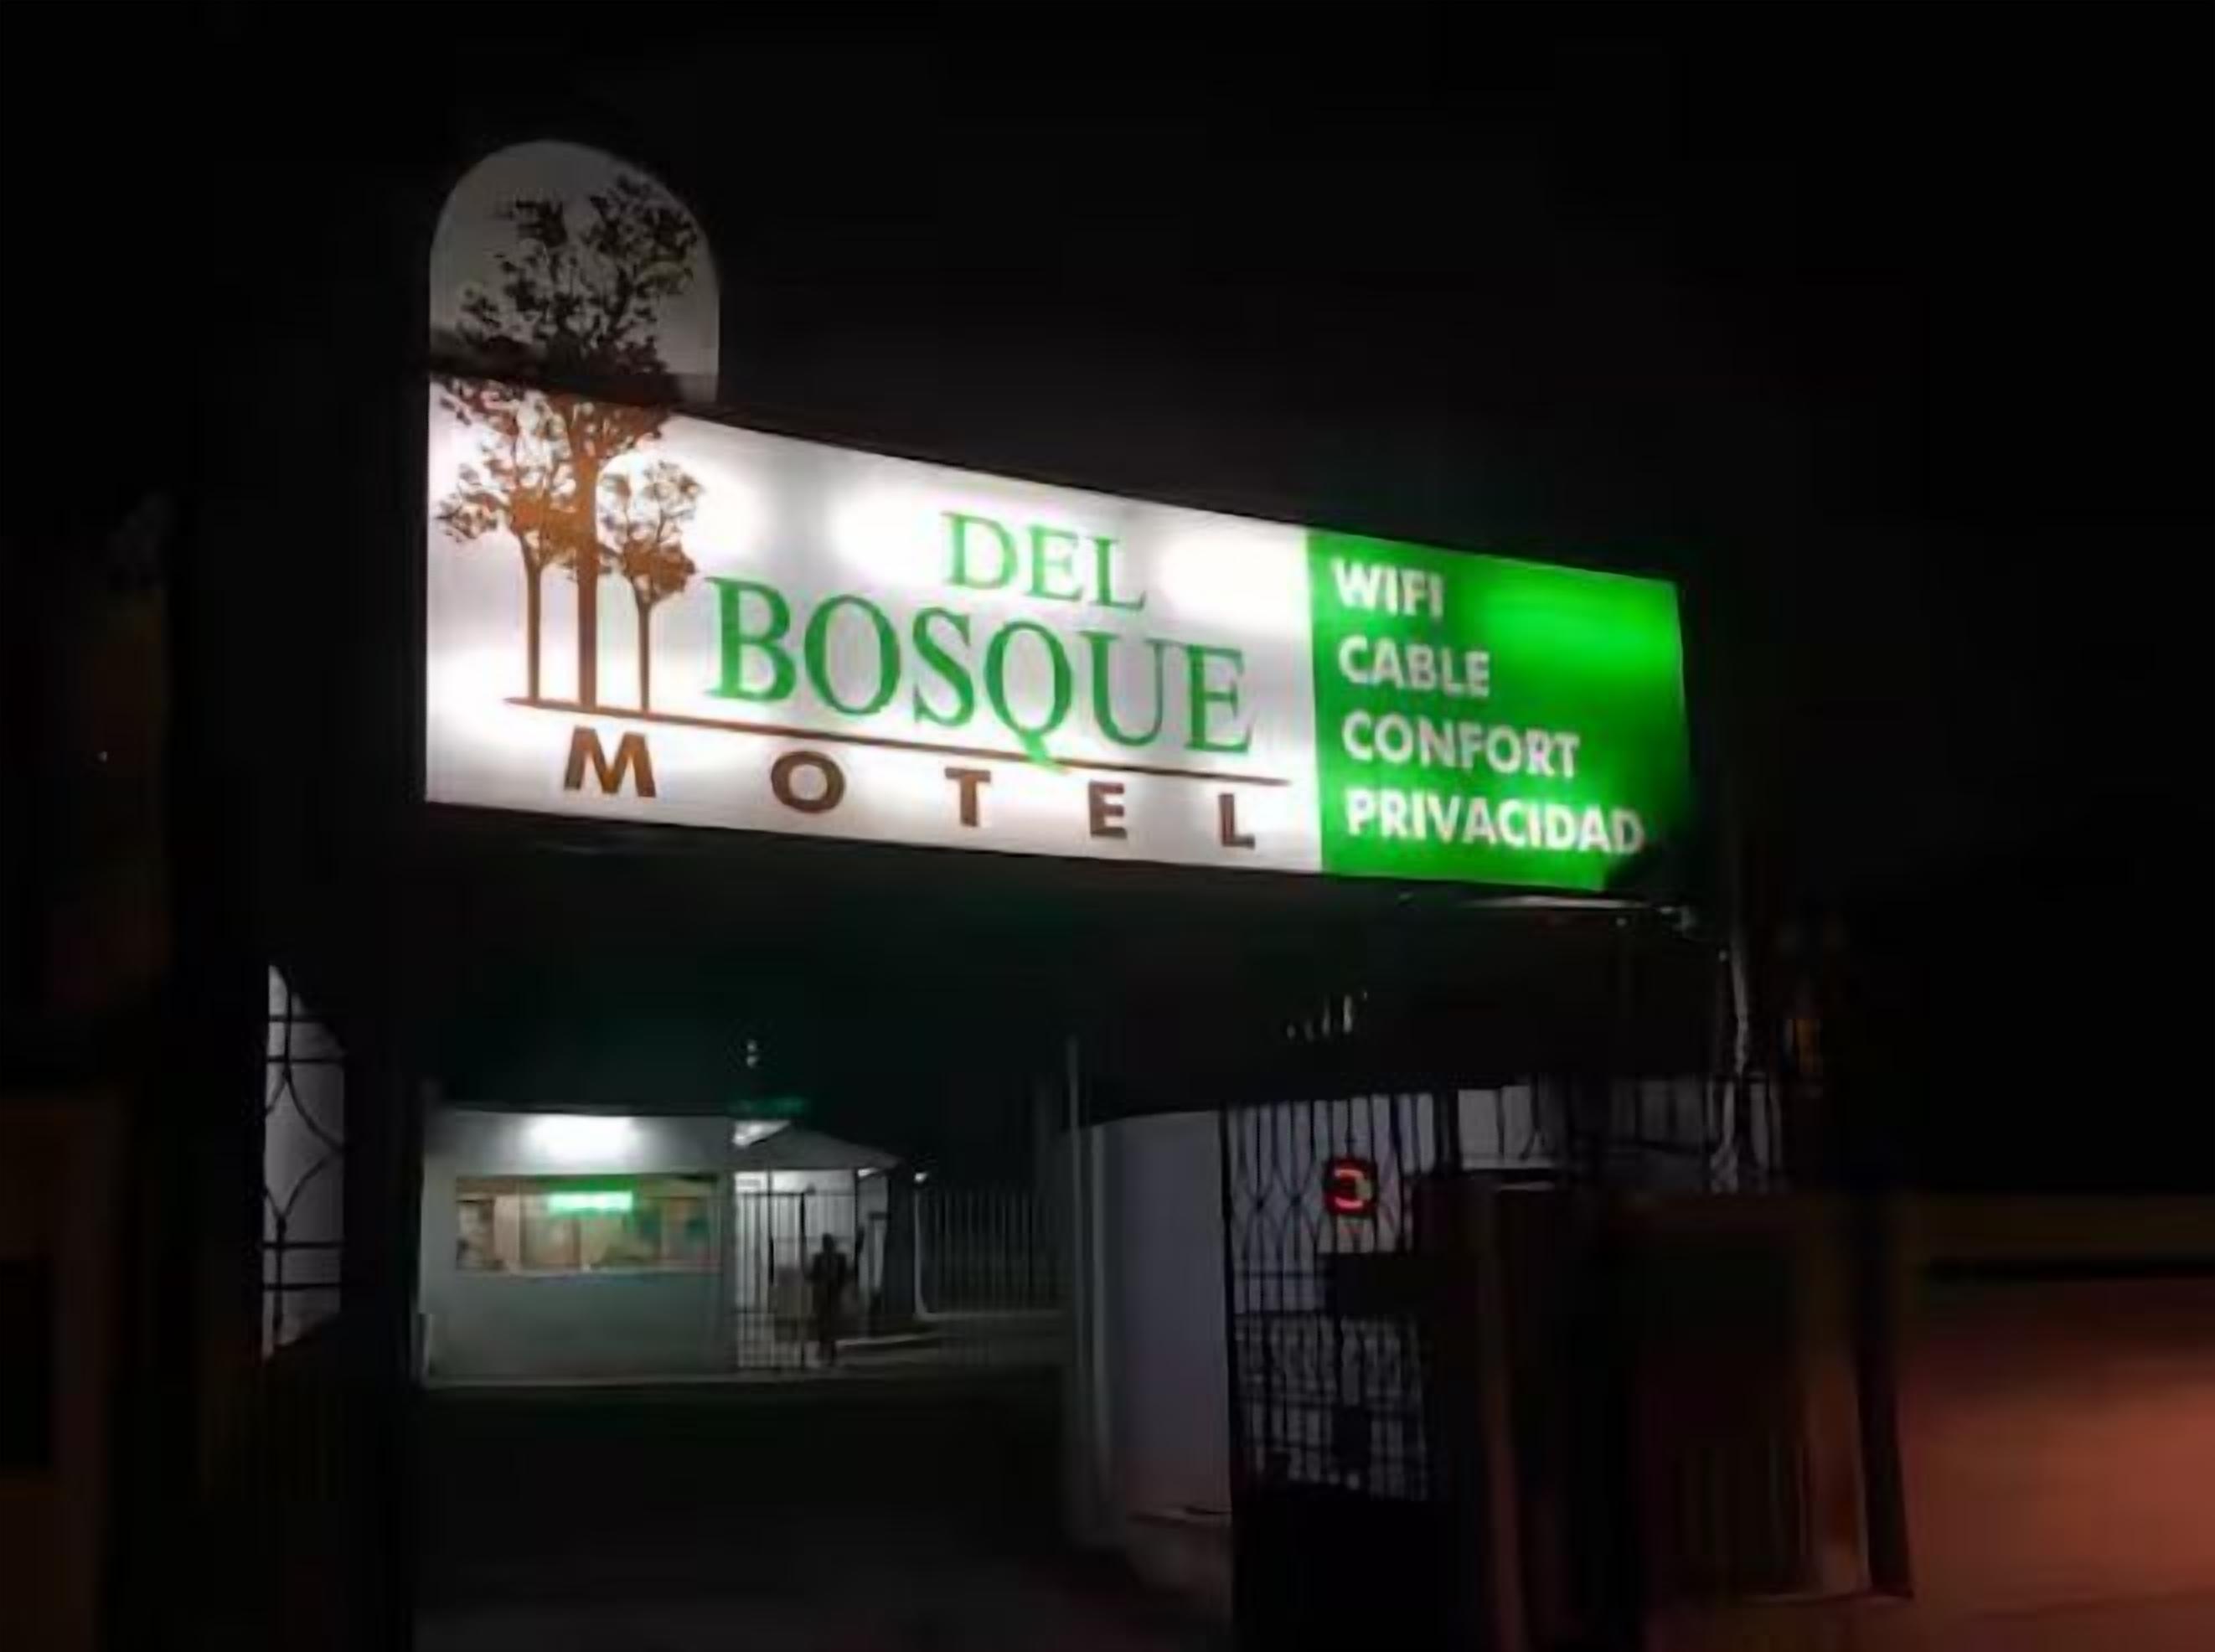 DEL
BOSQUE
MOTEL
WIFI
CABLE
CONFORT
PRIVACIDAD